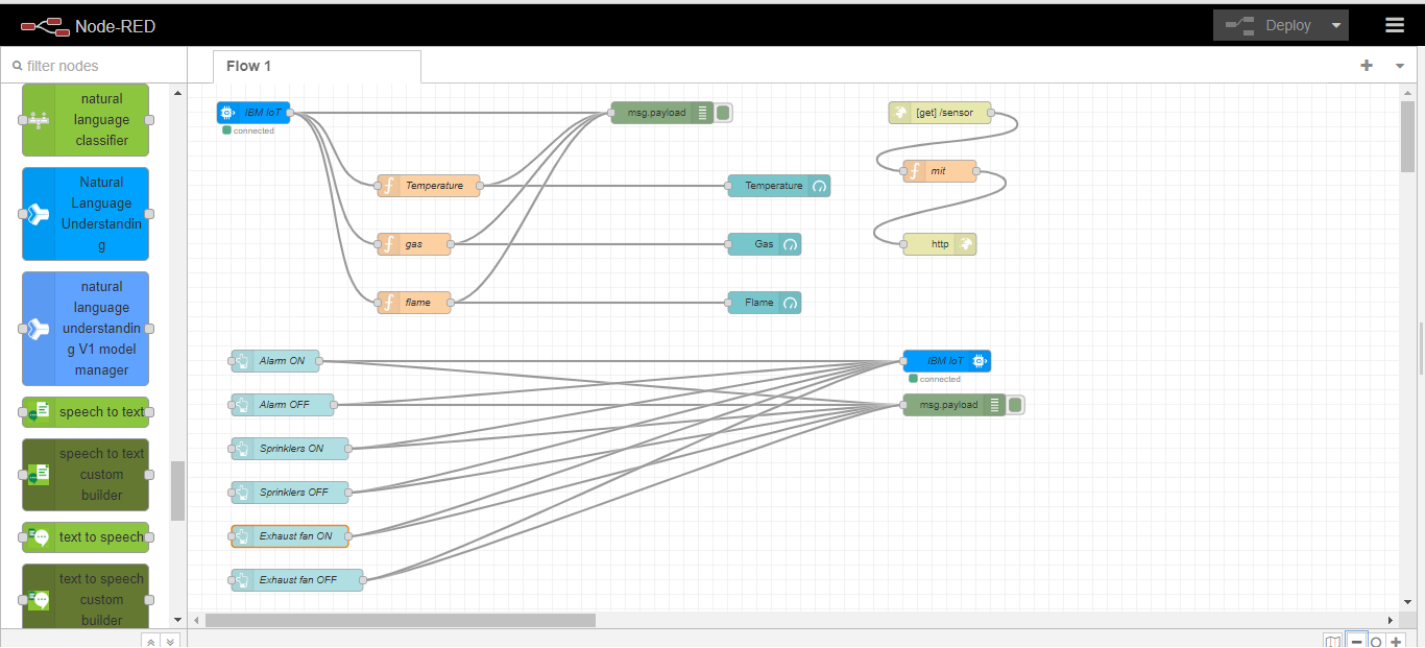 Node-RED
Deploy
filter nodes
Flow 1
natural
language
classifier
Natural
Language
Understandin
g
natural
language
understandin
g V1 model
manager
speech to text
speech to text
custom
builder
text to speech
text to speech
custom
builder
IBM IoT
connected
msg.payload
Temperature
Temperature
gas
Gas
flame
Flame
[get] /sensor
mit
http
Alarm ON
Alarm OFF
Sprinklers ON
Sprinklers OFF
Exhaust fan ON
Exhaust fan OFF
IBM IoT
connected
msg.payload